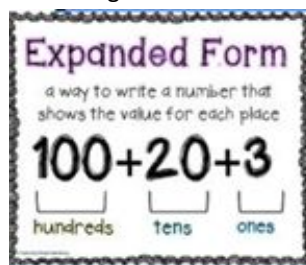 Expanded Form
a way to write a number that
shows the value for each place
100+20+3
hundreds tens ones